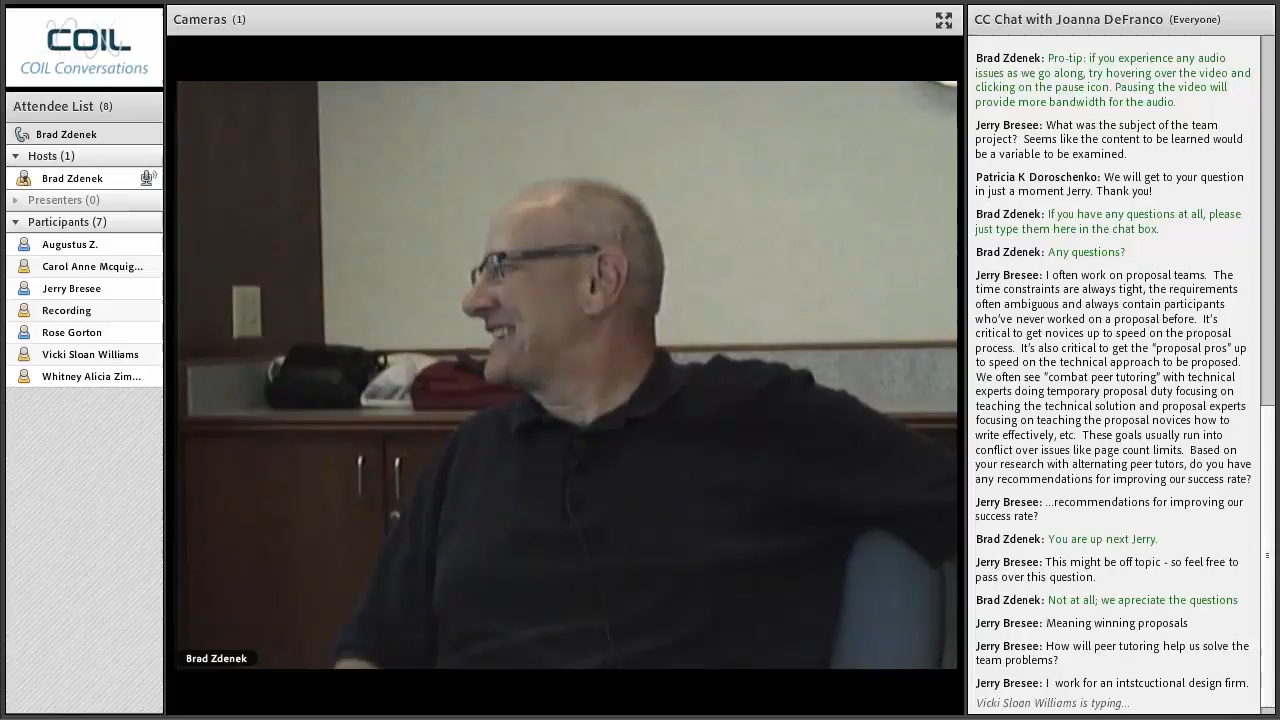 COIL
COIL Conversations
Attendee List (8)
Brad Zdenek
Hosts (1)
Brad Zdenek
Presenters (0)
Participants (7)
Augustus Z.
Carol Anne Mcquig...
Jerry Bresee
Recording
Rose Gorton
Vicki Sloan Williams
Whitney Alicia Zim...
Cameras (1)
Brad Zdenek
CC Chat with Joanna DeFranco (Everyone)
Brad Zdenek: Pro-tip: if you experience any audio
issues as we go along, try hovering over the video and
clicking on the pause icon. Pausing the video will
provide more bandwidth for the audio.
Jerry Bresee: What was the subject of the team
project? Seems like the content to be learned would
be a variable to be examined.
Patricia K Doroschenko: We will get to your question
in just a moment Jerry. Thank you!
Brad Zdenek: If you have any questions at all, please
just type them here in the chat box.
Brad Zdenek: Any questions?
Jerry Bresee: I often work on proposal teams. The
time constraints are always tight, the requirements
often ambiguous and always contain participants
who've never worked on a proposal before. It's
critical to get novices up to speed on the proposal
process. It's also critical to get the "proposal pros" up
to speed on the technical approach to be proposed.
We often see "combat peer tutoring" with technical
experts doing temporary proposal duty focusing on
teaching the technical solution and proposal experts
focusing on teaching the proposal novices how to
write effectively, etc. These goals usually run into
conflict over issues like page count limits. Based on
your research with alternating peer tutors, do you have
any recommendations for improving our success rate?
Jerry Bresee: ...recommendations for improving our
success rate?
Brad Zdenek: You are up next Jerry.
Jerry Bresee: This might be off topic - so feel free to
pass over this question.
Brad Zdenek: Not at all; we apreciate the questions
Jerry Bresee: Meaning winning proposals
Jerry Bresee: How will peer tutoring help us solve the
team problems?
Jerry Bresee: I work for an intstcuctional design firm.
Vicki Sloan Williams is typing...